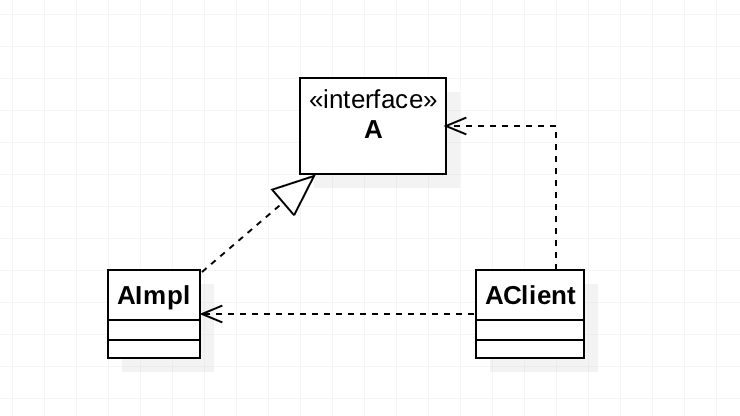 «interface»
A
AImpl
AClient